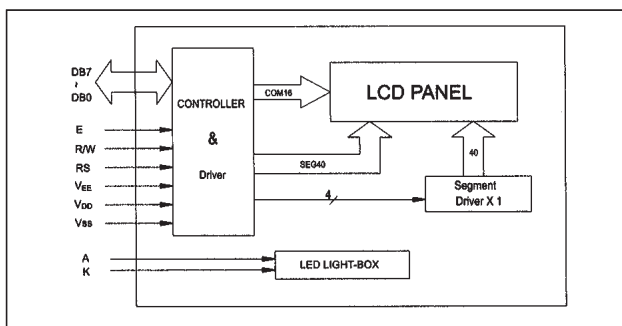 DB7
~
DB0
E
R/W
RS
VEE
VDD
VSS
A
K
CONTROLLER
&
Driver
COM16
SEG40
4
LCD PANEL
40
Segment
Driver X 1
LED LIGHT-BOX